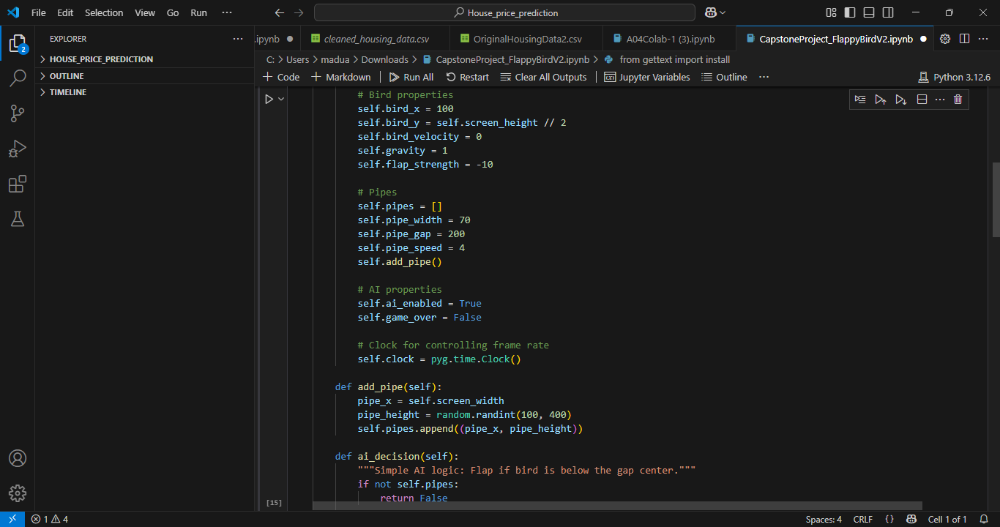 File Edit Selection View Go Run ··· House_price_prediction
EXPLORER ···
2
HOUSE_PRICE_PREDICTION
OUTLINE
TIMELINE
.ipynb cleaned_housing_data.csv OriginalHousingData2.csv A04Colab-1 (3).ipynb CapstoneProject_FlappyBirdV2.ipynb ···
C: > Users > madua > Downloads > CapstoneProject_FlappyBirdV2.ipynb > from gettext import install
+ Code + Markdown | Run All Restart Clear All Outputs | Jupyter Variables Outline ··· Python 3.12.6
# Bird properties
self.bird_x = 100
self.bird_y = self.screen_height // 2
self.bird_velocity = 0
self.gravity = 1
self.flap_strength = -10
# Pipes
self.pipes = []
self.pipe_width = 70
self.pipe_gap = 200
self.pipe_speed = 4
self.add_pipe()
# AI properties
self.ai_enabled = True
self.game_over = False
# Clock for controlling frame rate
self.clock = pyg.time.Clock()
def add_pipe(self):
pipe_x = self.screen_width
pipe_height = random.randint(100, 400)
self.pipes.append((pipe_x, pipe_height))
def ai_decision(self):
"""Simple AI logic: Flap if bird is below the gap center."""
if not self.pipes:
return False
[15]
1 4 Spaces: 4 CRLF {} Cell 1 of 1